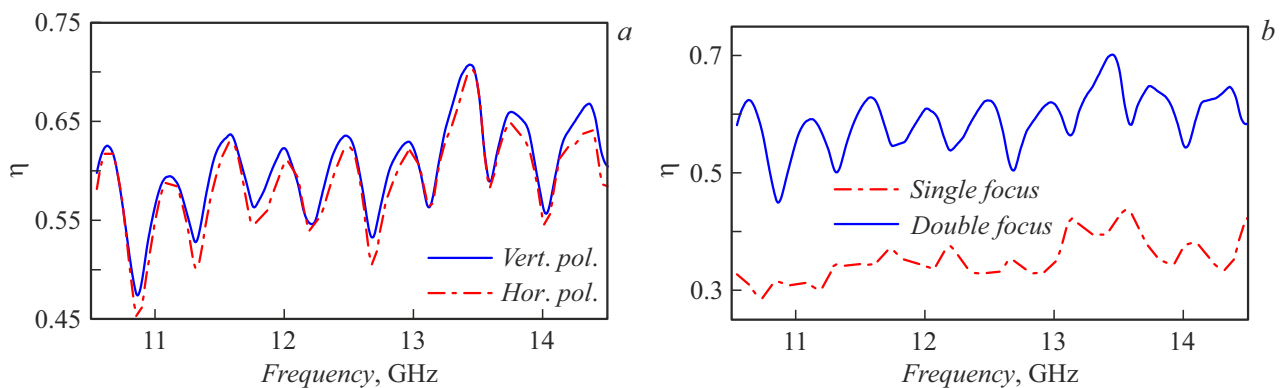 0.75
0.65
0.55
0.45
η
11
12
13
14
Frequency, GHz
a
Vert. pol.
Hor. pol.
0.7
0.5
0.3
η
11
12
13
14
Frequency, GHz
b
Single focus
Double focus